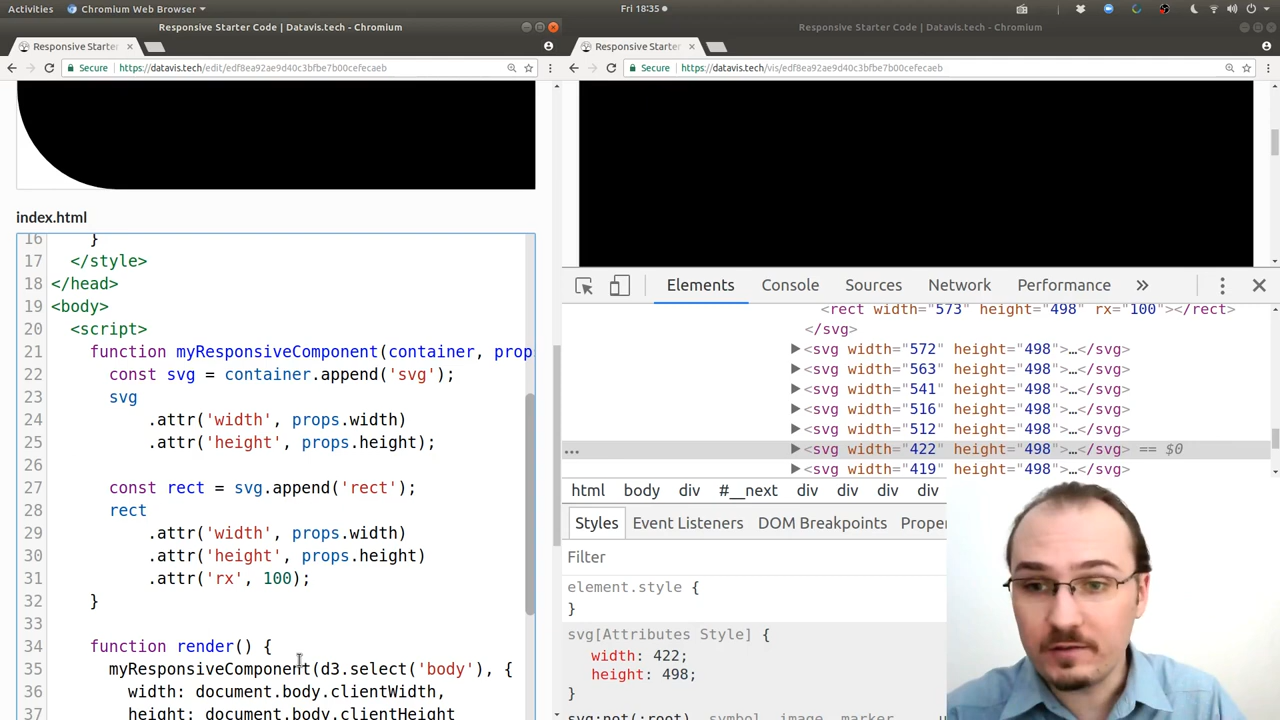 Activities Chromium Web Browser Fri 18:35
Responsive Starter Code | Datavis.tech - Chromium
Responsive Starter Code | Datavis.tech - Chromium
Responsive Starte
Responsive Starter
Secure https://datavis.tech/edit/edf8ea92ae9d40c3bfbe7b00cefecaeb
Secure https://datavis.tech/vis/edf8ea92ae9d40c3bfbe7b00cefecaeb
index.html
16 }
17 </style>
18 </head>
19 <body>
20 <script>
21 function myResponsiveComponent(container, prop
22 const svg = container.append('svg');
23 svg
24 .attr('width', props.width)
25 .attr('height', props.height);
26
27 const rect = svg.append('rect');
28 rect
29 .attr('width', props.width)
30 .attr('height', props.height)
31 .attr('rx', 100);
32 }
33
34 function render() {
35 myResponsiveComponent(d3.select('body'), {
36 width: document.body.clientWidth,
37 height: document.body.clientHeight
Elements Console Sources Network Performance »
<rect width="573" height="498" rx="100"></rect>
</svg>
<svg width="572" height="498">…</svg>
<svg width="563" height="498">…</svg>
<svg width="541" height="498">…</svg>
<svg width="516" height="498">…</svg>
<svg width="512" height="498">…</svg>
… <svg width="422" height="498">…</svg> == $0
<svg width="419" height="498">…</svg>
html body div #__next div div div div
Styles Event Listeners DOM Breakpoints Proper
Filter
element.style {
}
svg[Attributes Style] {
width: 422;
height: 498;
}
svg:not(:root), symbol, image, marker, u